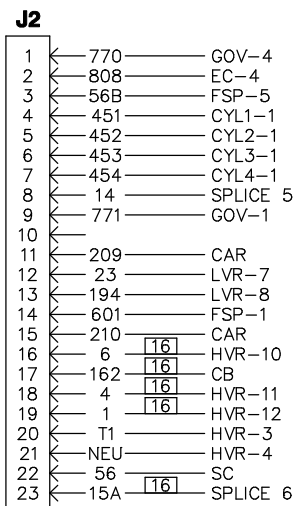 J2
1 770 GOV-4
2 808 EC-4
3 56B FSP-5
4 451 CYL1-1
5 452 CYL2-1
6 453 CYL3-1
7 454 CYL4-1
8 14 SPLICE 5
9 771 GOV-1
10
11 209 CAR
12 23 LVR-7
13 194 LVR-8
14 601 FSP-1
15 210 CAR
16 6 16 HVR-10
17 162 16 CB
18 4 16 HVR-11
19 1 16 HVR-12
20 T1 HVR-3
21 NEU HVR-4
22 56 SC
23 15A 16 SPLICE 6